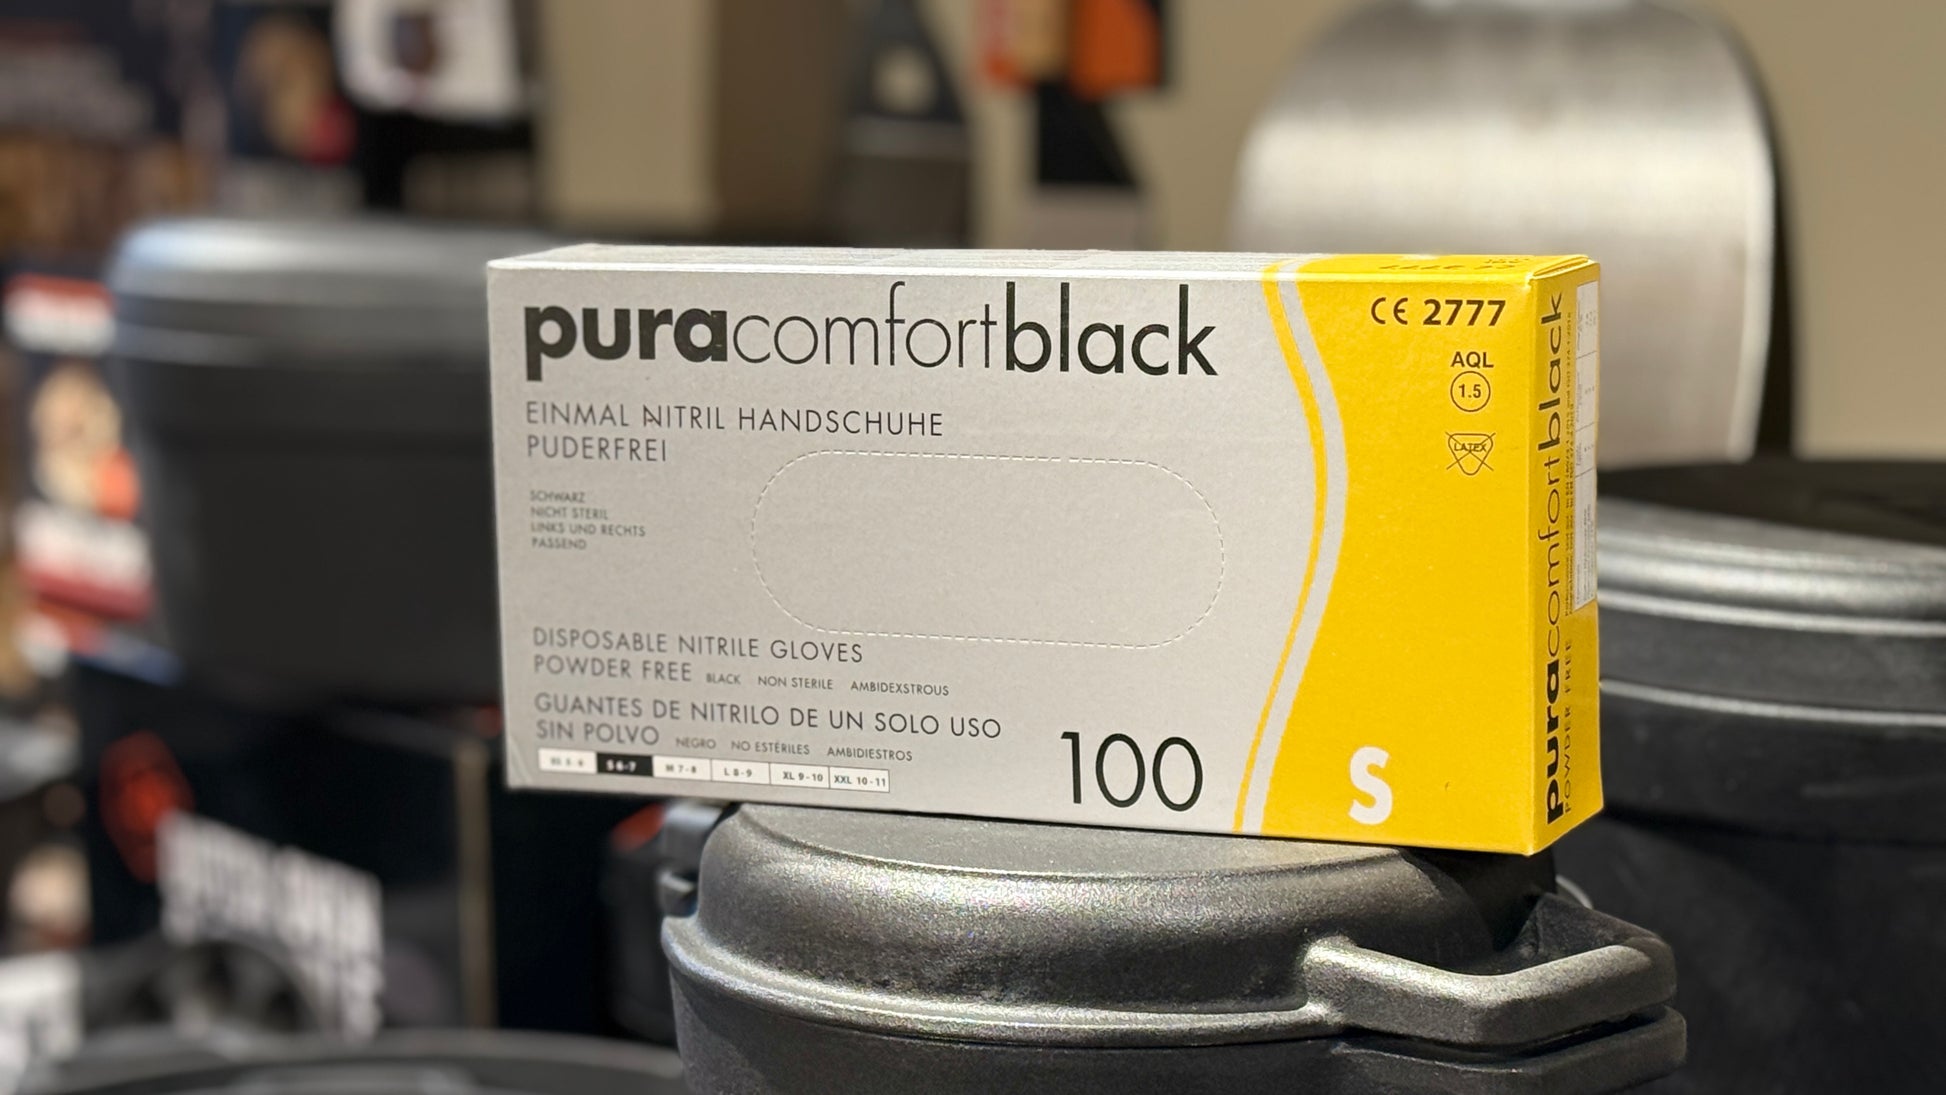 puracomfortblack
EINMAL NITRIL HANDSCHUHE
PUDERFREI
SCHWARZ
NICHT STERIL
LINKS UND RECHTS
PASSEND
DISPOSABLE NITRILE GLOVES
POWDER FREE BLACK NON STERILE AMBIDEXSTROUS
GUANTES DE NITRILO DE UN SOLO USO
SIN POLVO NEGRO NO ESTÉRILES AMBIDIESTROS
S 6-7 M 7-8 L 8-9 XL 9-10 XXL 10-11
100
CE 2777
AQL
1.5
LATEX
S
puracomfortblack
POWDER FREE